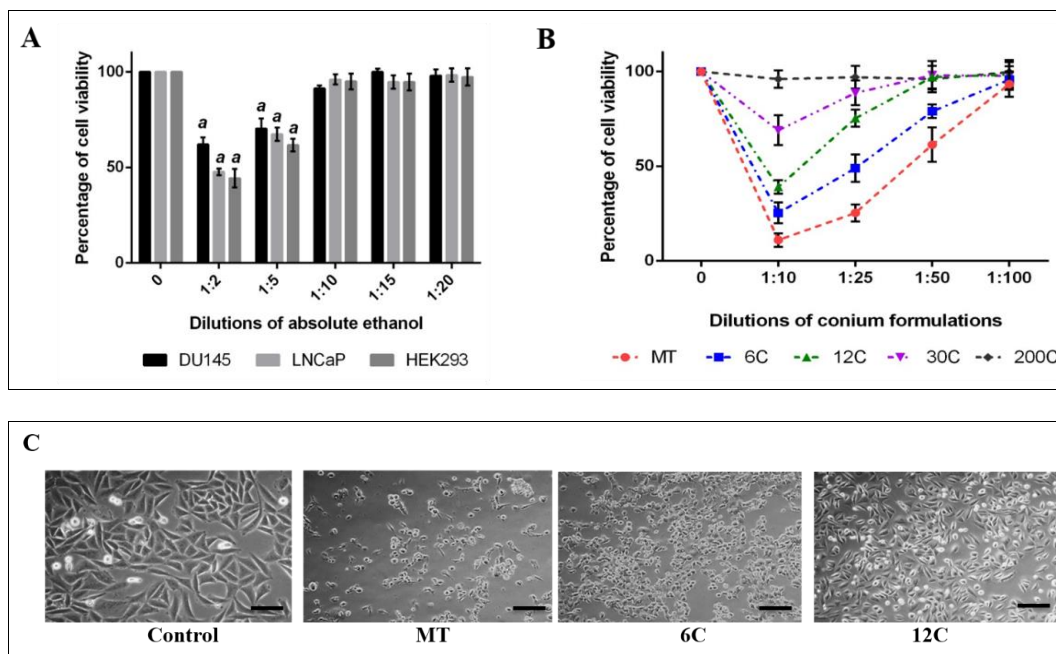 A
Percentage of cell viability
100
50
0
0
1:2
1:5
1:10
1:15
1:20
a
a
a
a
a
a
Dilutions of absolute ethanol
DU145 LNCaP HEK293
B
Percentage of cell viability
100
50
0
0 1:10 1:25 1:50 1:100
Dilutions of conium formulations
MT 6C 12C 30C 200C
C
Control MT 6C 12C